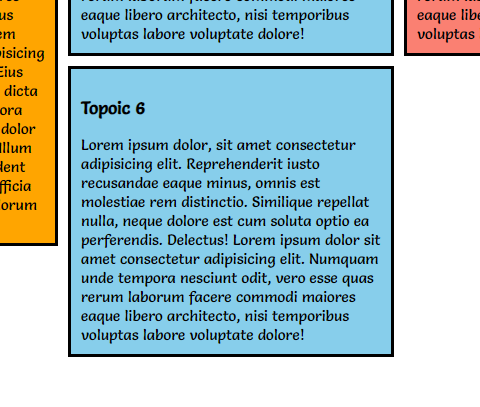 us
em
oisicing
Eius
dicta
ora
dolor
Illum
dent
fficia
orum
eaque libero architecto, nisi temporibus
voluptas labore voluptate dolore!
Topoic 6
Lorem ipsum dolor, sit amet consectetur
adipisicing elit. Reprehenderit iusto
recusandae eaque minus, omnis est
molestiae rem distinctio. Similique repellat
nulla, neque dolore est cum soluta optio ea
perferendis. Delectus! Lorem ipsum dolor sit
amet consectetur adipisicing elit. Numquam
unde tempora nesciunt odit, vero esse quas
rerum laborum facere commodi maiores
eaque libero architecto, nisi temporibus
voluptas labore voluptate dolore!
eaque libe
voluptas